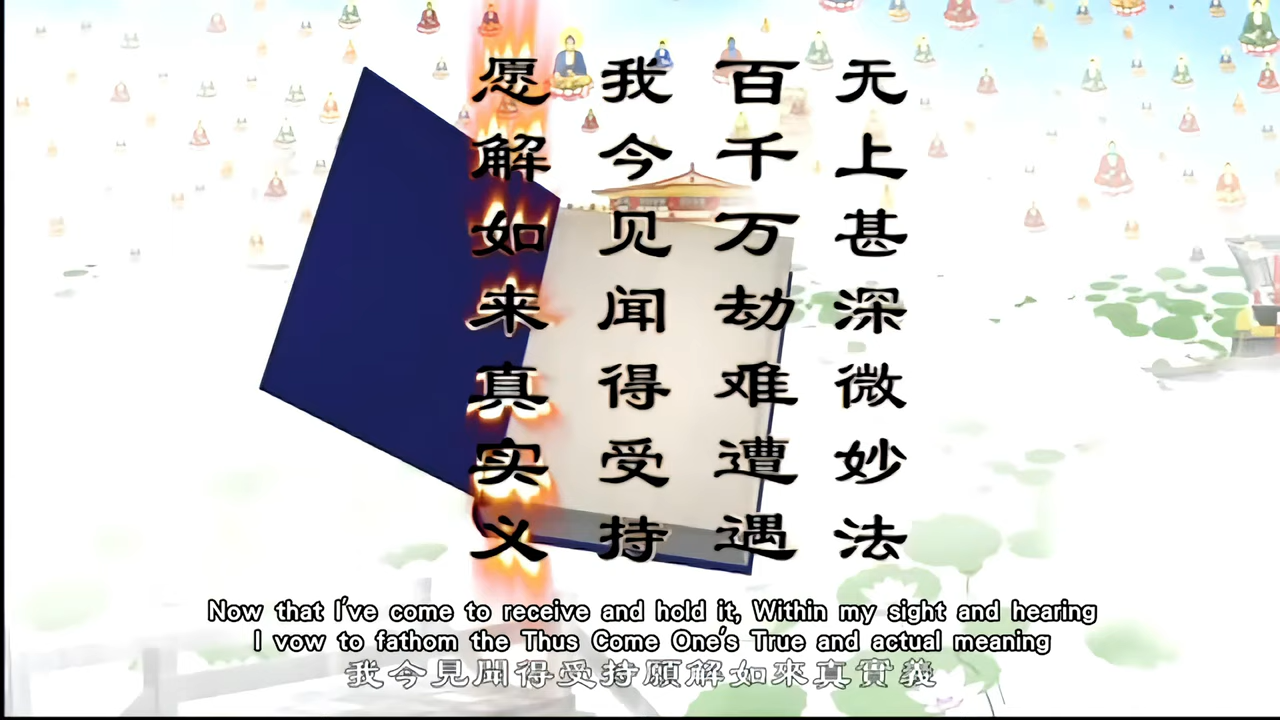 无上甚深微妙法
百千万劫难遭遇
我今见闻得受持
愿解如来真实义
Now that I've come to receive and hold it, Within my sight and hearing
I vow to fathom the Thus Come One's True and actual meaning
我今見聞得受持願解如來真實義